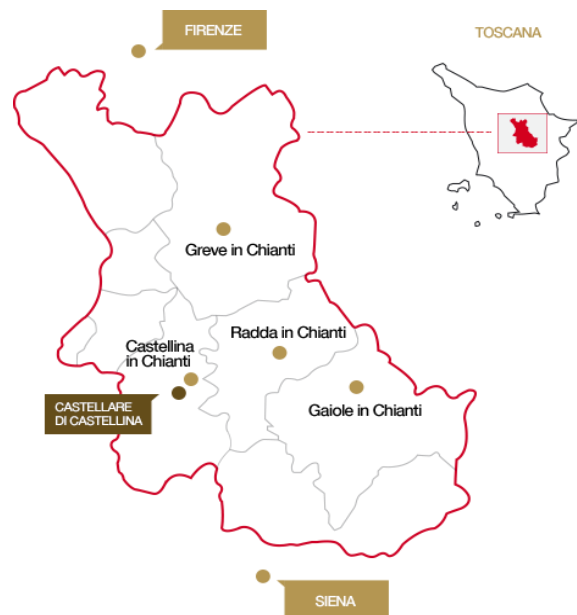 FIRENZE
TOSCANA
Greve in Chianti
Radda in Chianti
Castellina
in Chianti
CASTELLARE
DI CASTELLINA
Gaiole in Chianti
SIENA